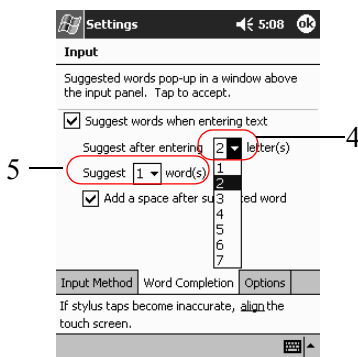 Settings 5:08 ok
Input
Suggested words pop-up in a window above
the input panel. Tap to accept.
Suggest words when entering text
Suggest after entering 2 letter(s)
4
5
Suggest 1 word(s)
1
2
Add a space after su ted word
3
4
5
6
7
Input Method Word Completion Options
If stylus taps become inaccurate, align the
touch screen.